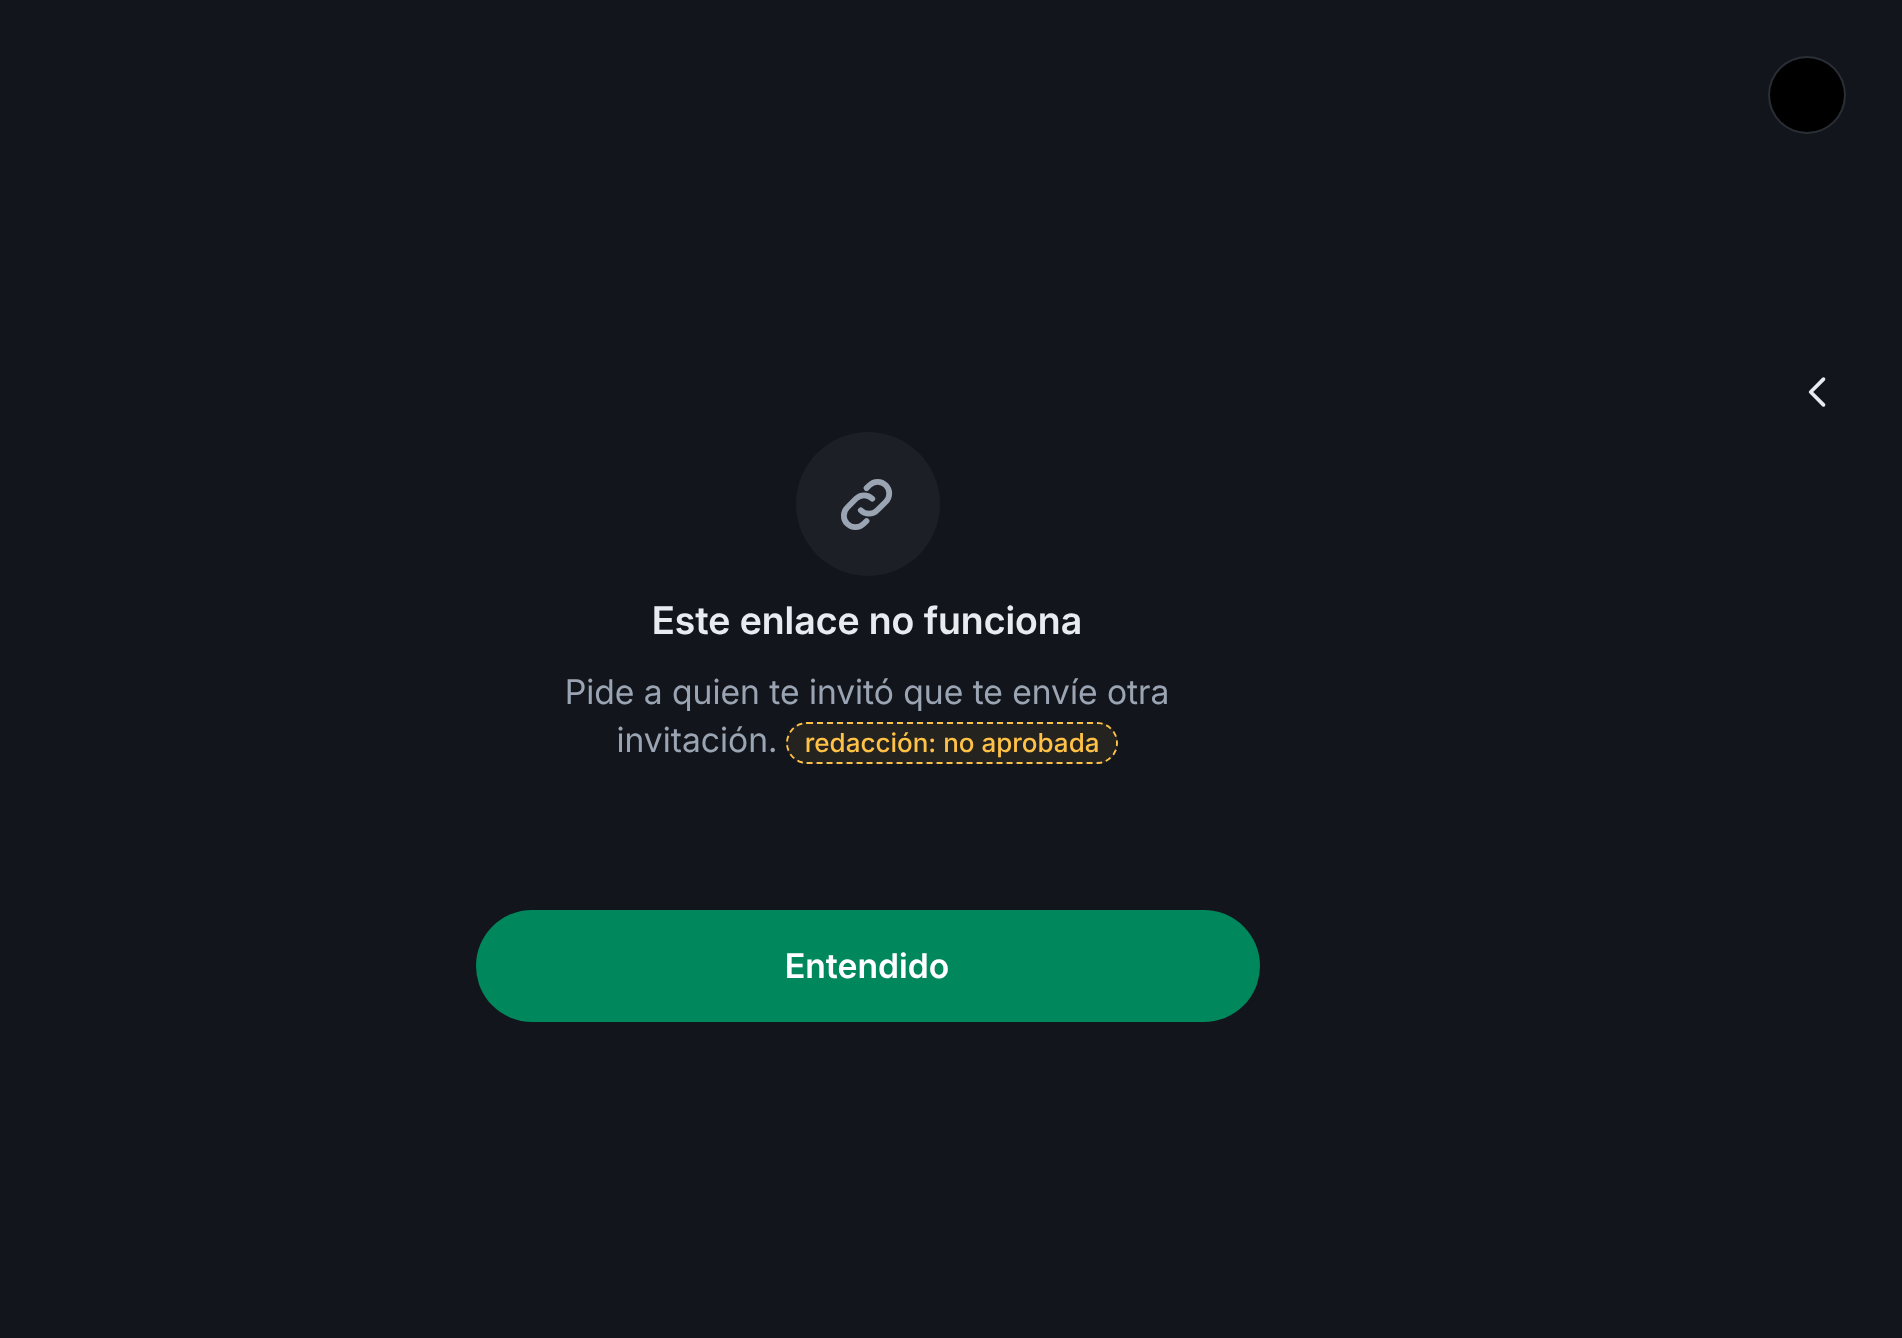 Este enlace no funciona
Pide a quien te invitó que te envíe otra
invitación. redacción: no aprobada
Entendido